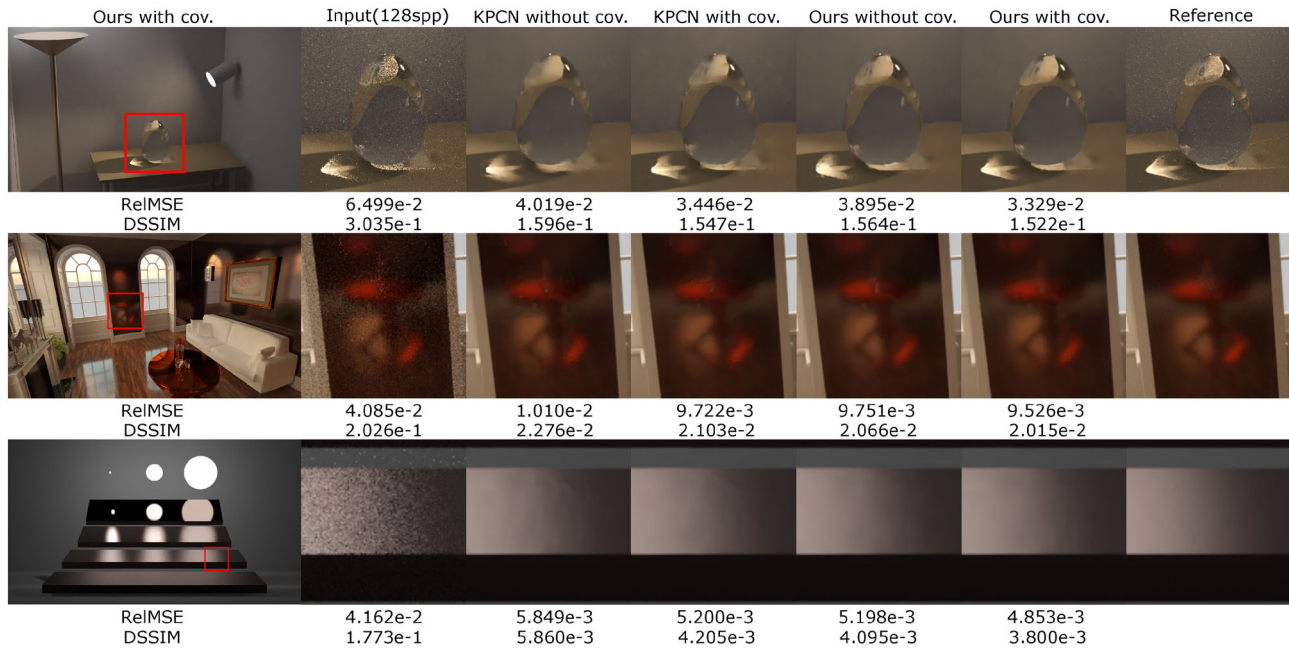 Ours with cov. Input(128spp) KPCN without cov. KPCN with cov. Ours without cov. Ours with cov. Reference
RelMSE 6.499e-2 4.019e-2 3.446e-2 3.895e-2 3.329e-2
DSSIM 3.035e-1 1.596e-1 1.547e-1 1.564e-1 1.522e-1
RelMSE 4.085e-2 1.010e-2 9.722e-3 9.751e-3 9.526e-3
DSSIM 2.026e-1 2.276e-2 2.103e-2 2.066e-2 2.015e-2
RelMSE 4.162e-2 5.849e-3 5.200e-3 5.198e-3 4.853e-3
DSSIM 1.773e-1 5.860e-3 4.205e-3 4.095e-3 3.800e-3